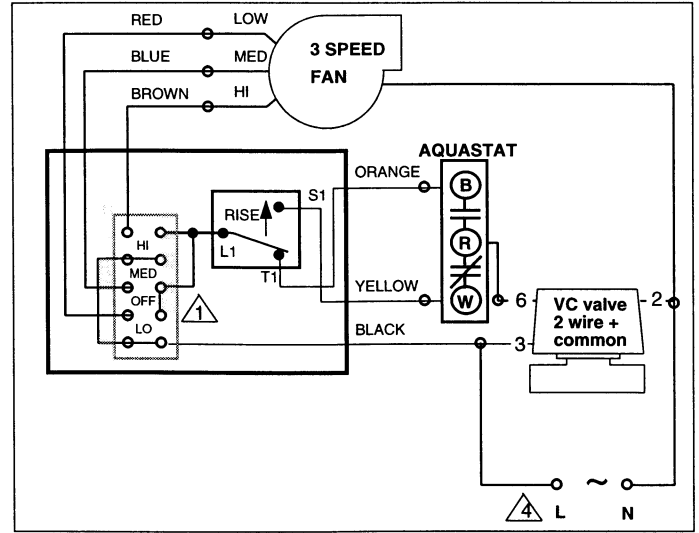 RED LOW
BLUE MED
BROWN HI
3 SPEED
FAN
AQUASTAT
ORANGE
B
S1
RISE
R
HI
L1
MED
T1
OFF
1
YELLOW
W
6
VC valve
2 wire +
common
2
LO
BLACK
3
4
L
~
N